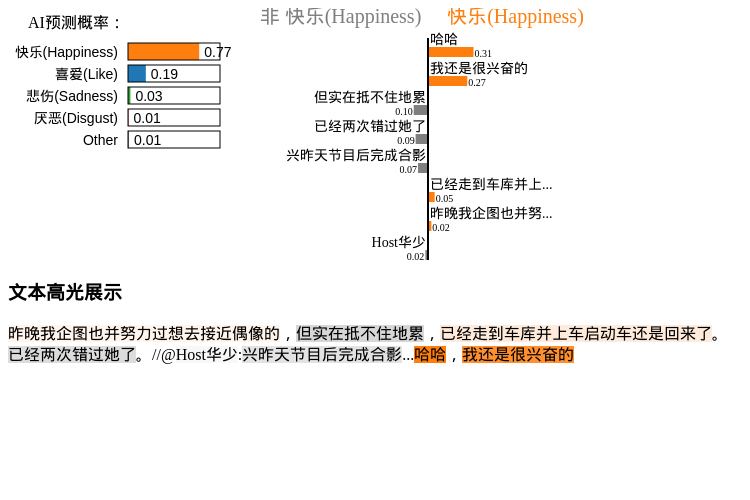 AI预测概率：
快乐(Happiness) 0.77
喜爱(Like) 0.19
悲伤(Sadness) 0.03
厌恶(Disgust) 0.01
Other 0.01
非 快乐(Happiness) 快乐(Happiness)
哈哈
0.31
我还是很兴奋的
0.27
但实在抵不住地累
0.10
已经两次错过她了
0.09
兴昨天节目后完成合影
0.07
已经走到车库并上...
0.05
昨晚我企图也并努...
0.02
Host华少
0.02
文本高光展示
昨晚我企图也并努力过想去接近偶像的，但实在抵不住地累，已经走到车库并上车启动车还是回来了。
已经两次错过她了。//@Host华少:兴昨天节目后完成合影...哈哈，我还是很兴奋的